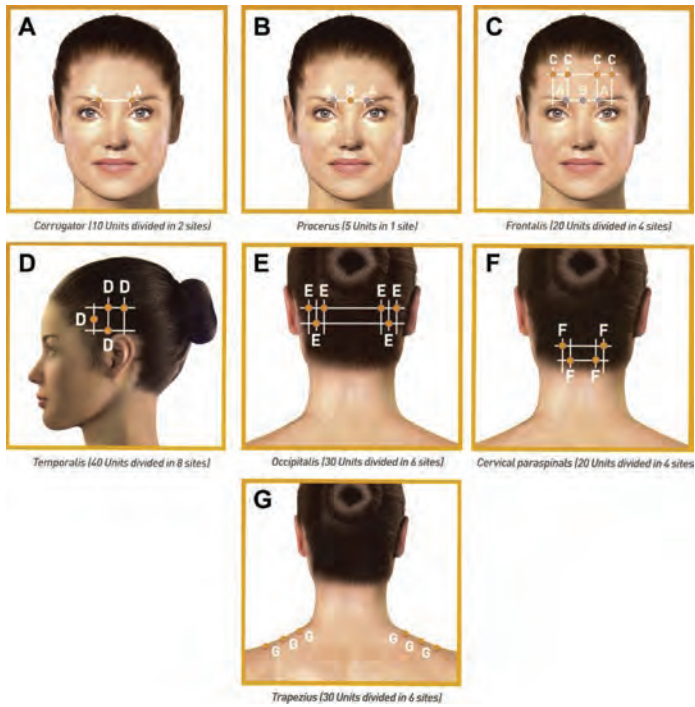 A
A A
Corrugator (10 Units divided in 2 sites)
B
A B A
Procerus (5 Units in 1 site)
C
C C C C
A B A
Frontalis (20 Units divided in 4 sites)
D
D D
D
D
Temporalis (40 Units divided in 8 sites)
E
E E E E
E E
Occipitalis (30 Units divided in 6 sites)
F
F F
F F
Cervical paraspinals (20 Units divided in 4 sites
G
G G G G G G
Trapezius (30 Units divided in 6 sites)